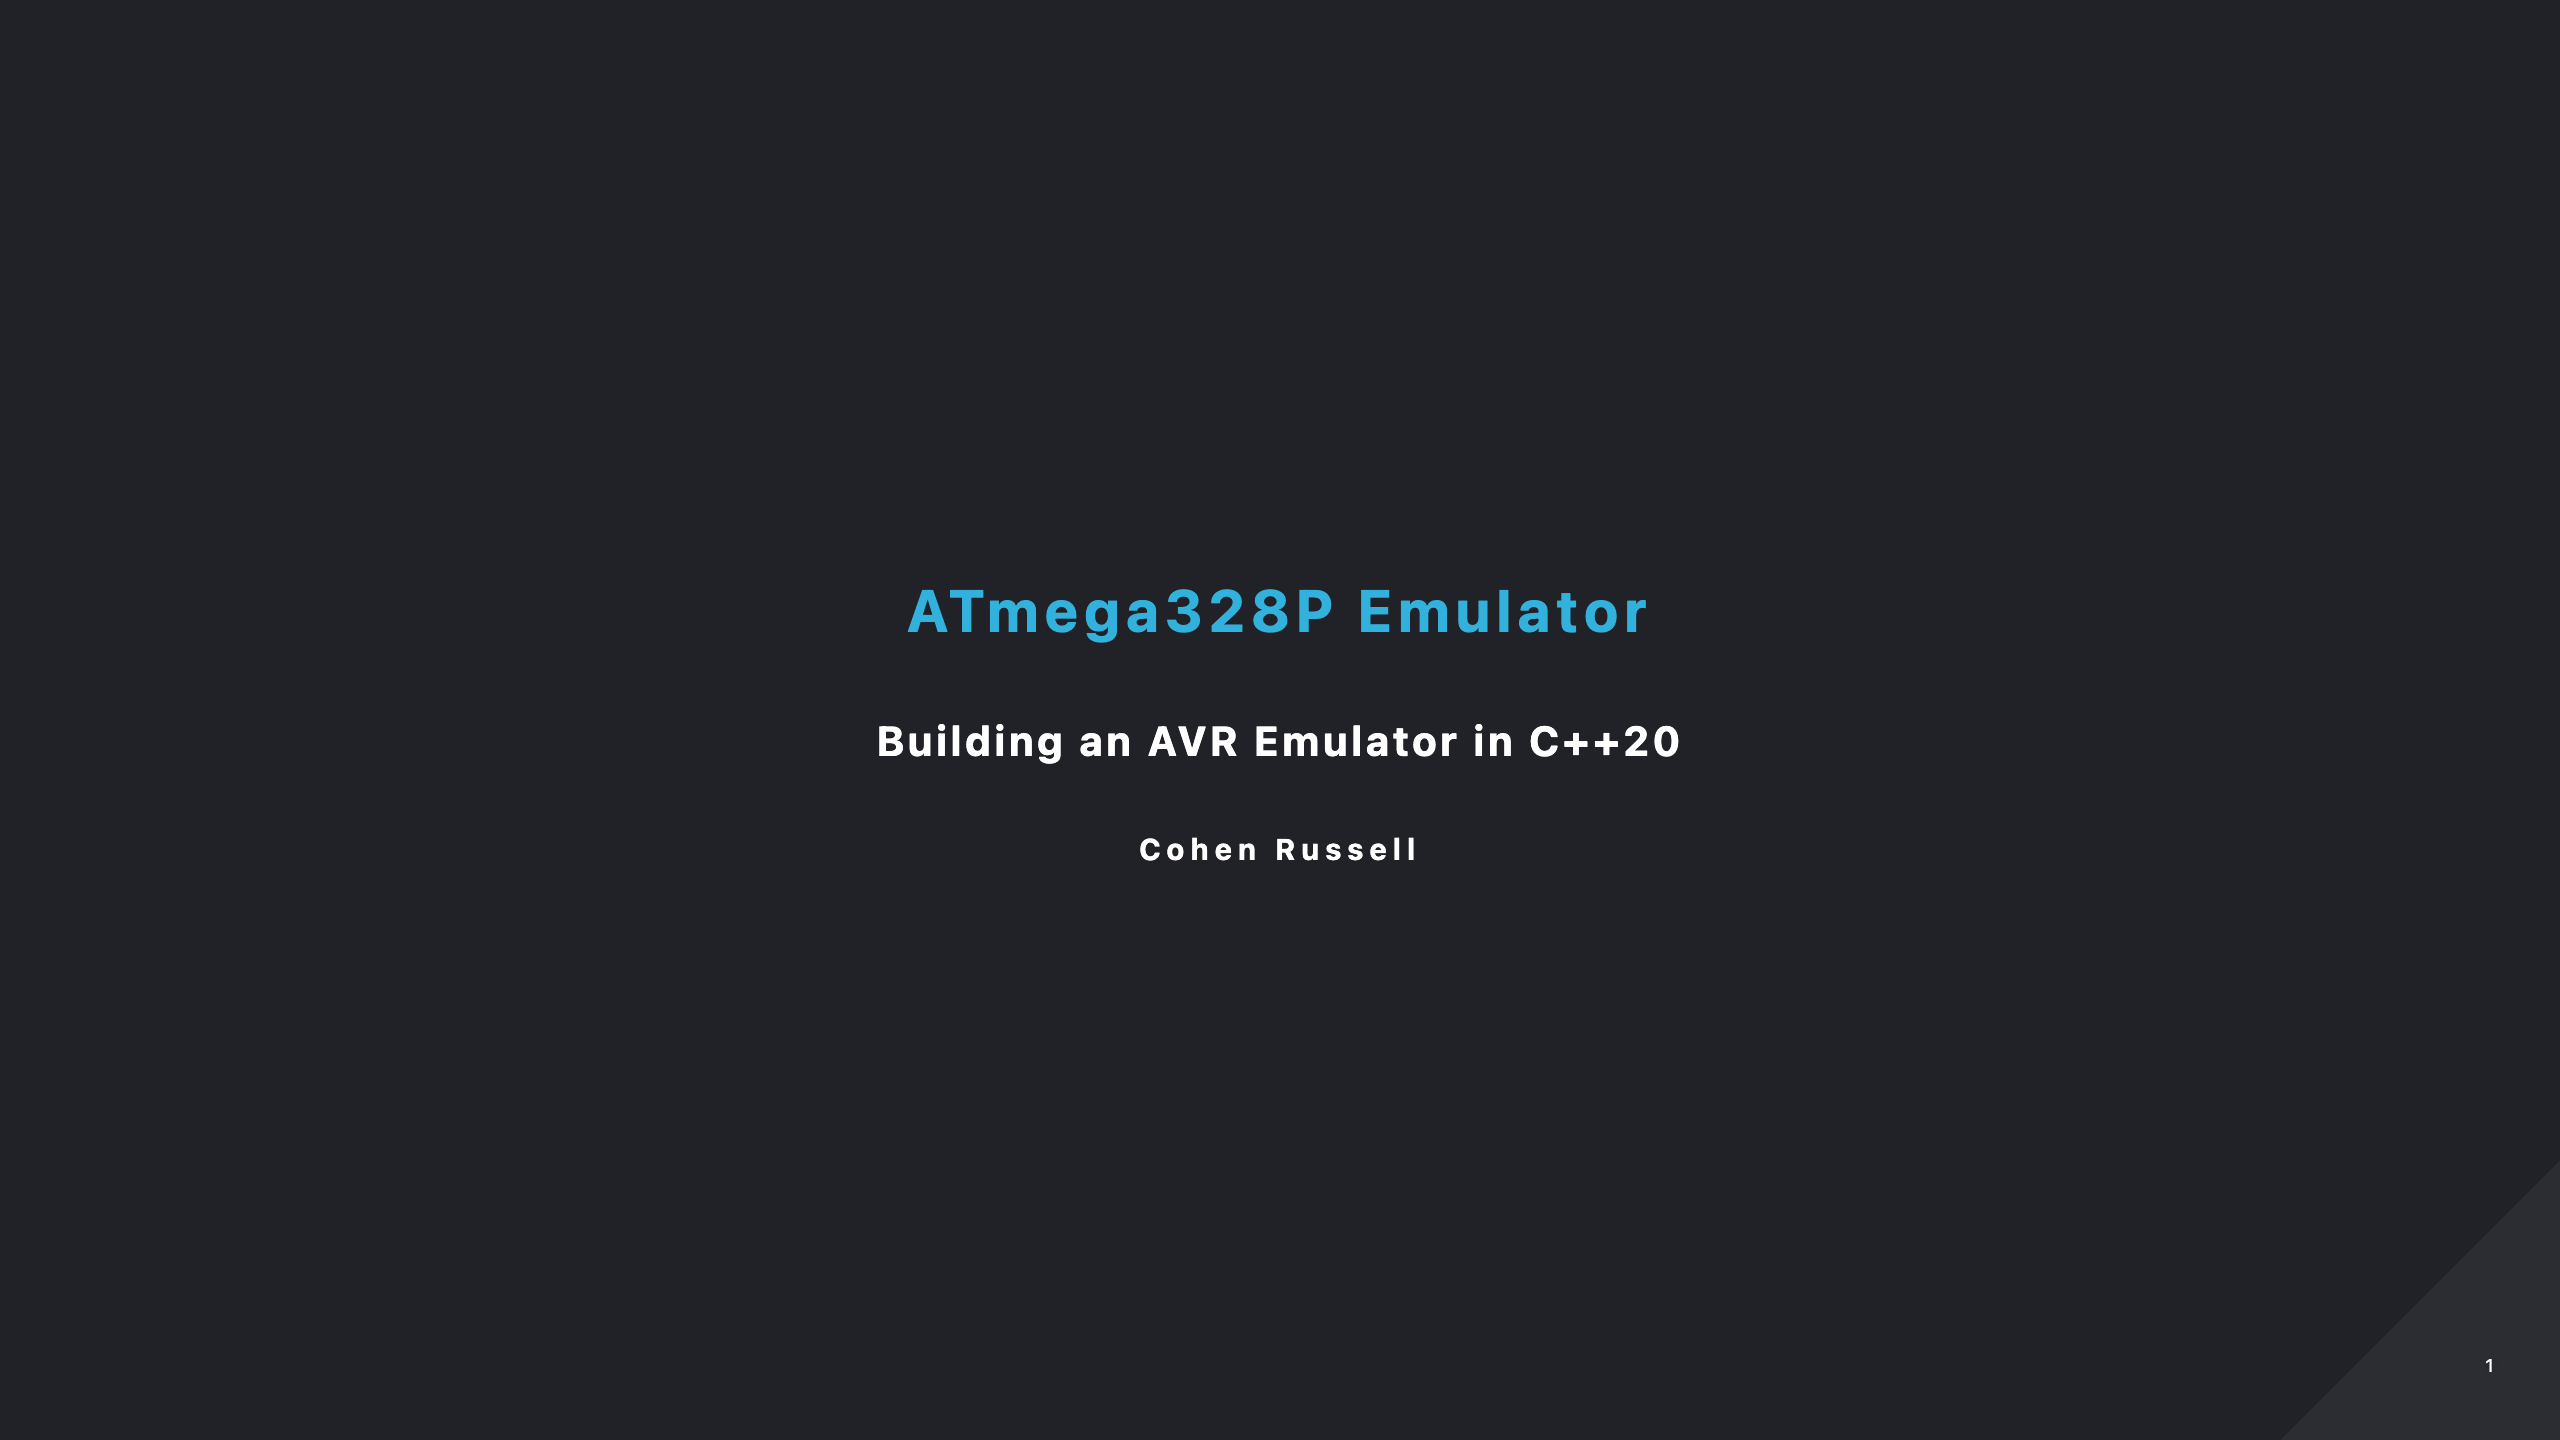 ATmega328P Emulator
Building an AVR Emulator in C++20
Cohen Russell
1